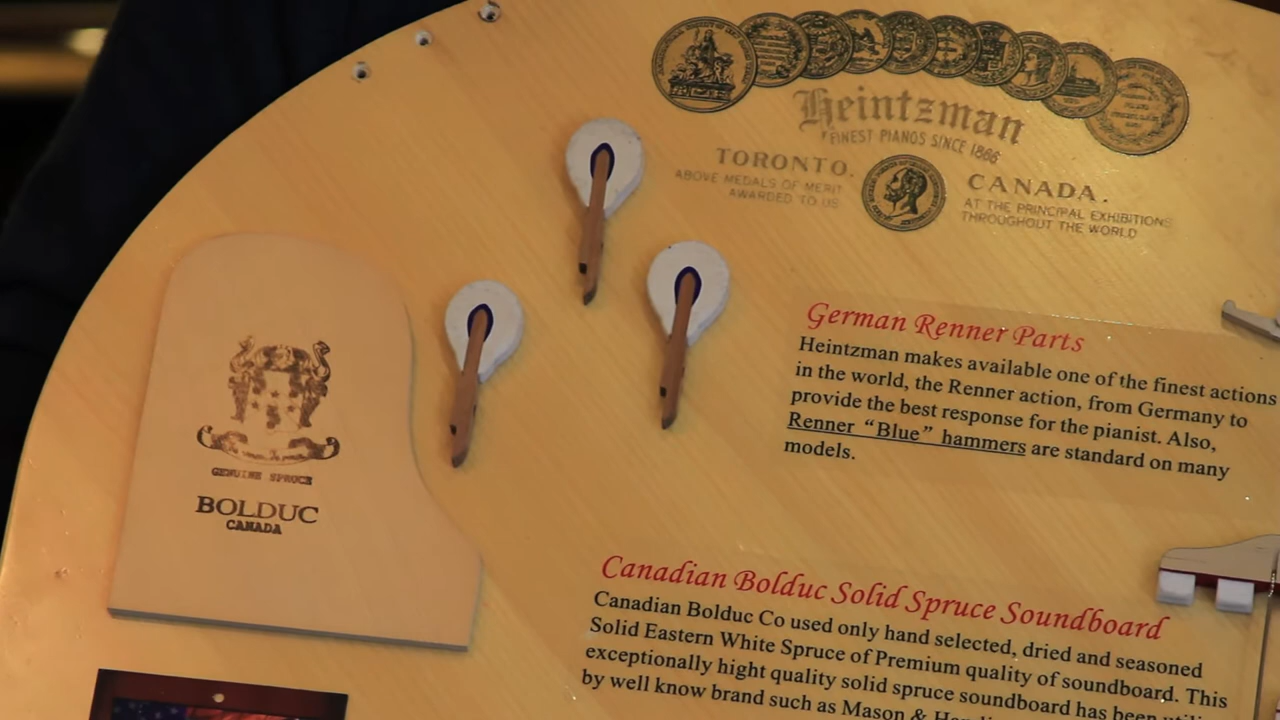 Heintzman
FINEST PIANOS SINCE 1866
TORONTO.
CANADA.
ABOVE MEDALS OF MERIT
AWARDED TO US
AT THE PRINCIPAL EXHIBITIONS
THROUGHOUT THE WORLD
German Renner Parts
Heintzman makes available one of the finest actions
in the world, the Renner action, from Germany to
provide the best response for the pianist. Also,
Renner "Blue" hammers are standard on many
models.
GENUINE SPRUCE
BOLDUC
CANADA
Canadian Bolduc Solid Spruce Soundboard
Canadian Bolduc Co used only hand selected, dried and seasoned
Solid Eastern White Spruce of Premium quality of soundboard. This
exceptionally hight quality solid spruce soundboard has been
by well know brand such as Mason &